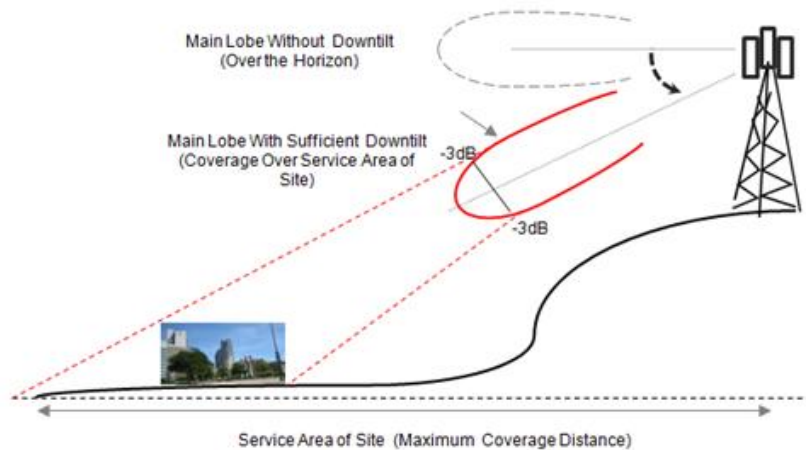 Main Lobe Without Downtilt
(Over the Horizon)
Main Lobe With Sufficient Downtilt
(Coverage Over Service Area of
Site)
-3dB
-3dB
Service Area of Site (Maximum Coverage Distance)